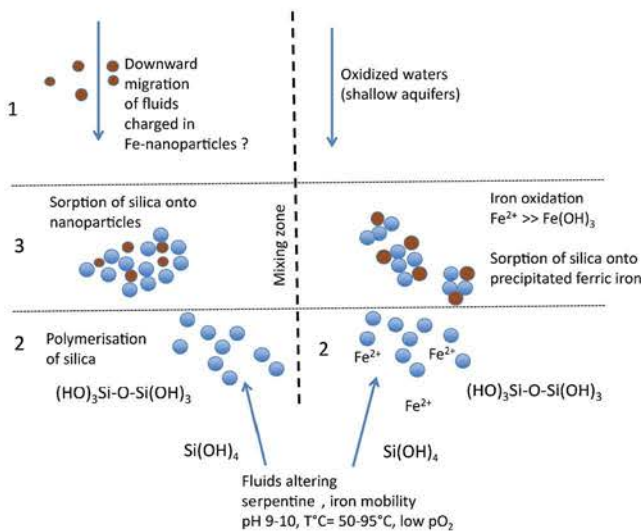 1
Downward
migration
of fluids
charged in
Fe-nanoparticles ?
Oxidized waters
(shallow aquifers)
3
Sorption of silica onto
nanoparticles
Mixing zone
Iron oxidation
Fe²⁺ >> Fe(OH)₃
Sorption of silica onto
precipitated ferric iron
2
Polymerisation
of silica
(HO)₃Si-O-Si(OH)₃
2
Fe²⁺
Fe²⁺
Fe²⁺
(HO)₃Si-O-Si(OH)₃
Si(OH)₄
Si(OH)₄
Fluids altering
serpentine , iron mobility
pH 9-10, T°C= 50-95°C, low pO₂